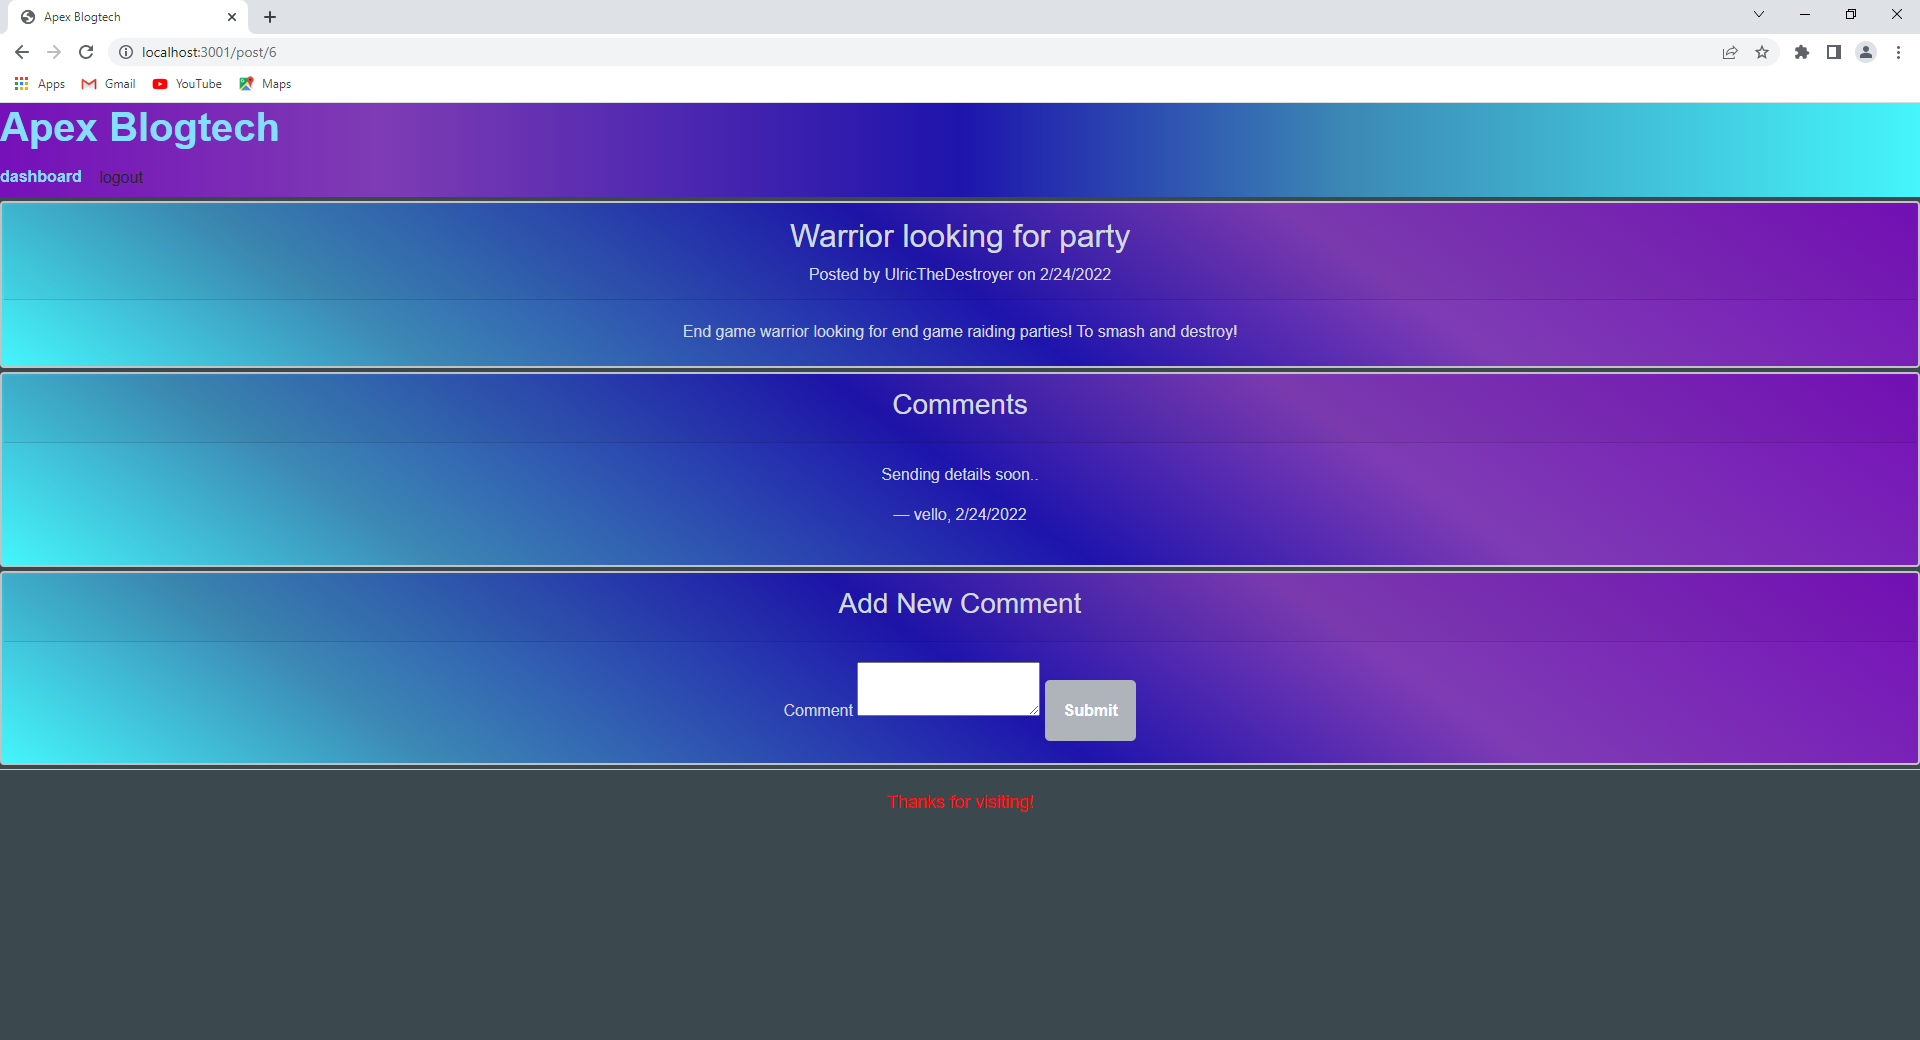 Apex Blogtech
localhost:3001/post/6
Apps Gmail YouTube Maps
Apex Blogtech
dashboard logout
Warrior looking for party
Posted by UlricTheDestroyer on 2/24/2022
End game warrior looking for end game raiding parties! To smash and destroy!
Comments
Sending details soon..
— vello, 2/24/2022
Add New Comment
Comment Submit
Thanks for visiting!